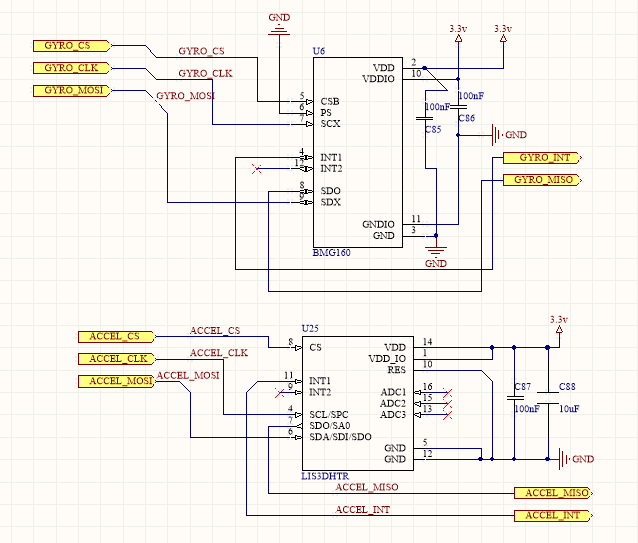 GND
3.3v 3.3v
GYRO_CS GYRO_CS
U6
GYRO_CLK GYRO_CLK
VDD 2
VDDIO 10
GYRO_MOSI GYRO_MOSI
100nF
5 CSB
100nF
6 PS
C86
7 SCX
C85
GND
4 INT1
GYRO_INT
INT2
GYRO_MISO
8 SDO
SDX
GNDIO 11
GND 3
BMG160
GND
3.3v
U25
ACCEL_CS ACCEL_CS
8 CS
VDD 14
ACCEL_CLK ACCEL_CLK
VDD_IO 1
RES 10
ACCEL_MOSI ACCEL_MOSI
11 INT1
9 INT2
C87 C88
ADC1 16
ADC2 15
ADC3 13
100nF 10uF
4 SCL/SPC
7 SDO/SA0
6 SDA/SDI/SDO
GND 5
GND 12
GND
LIS3DHTR
ACCEL_MISO ACCEL_MISO
ACCEL_INT ACCEL_INT